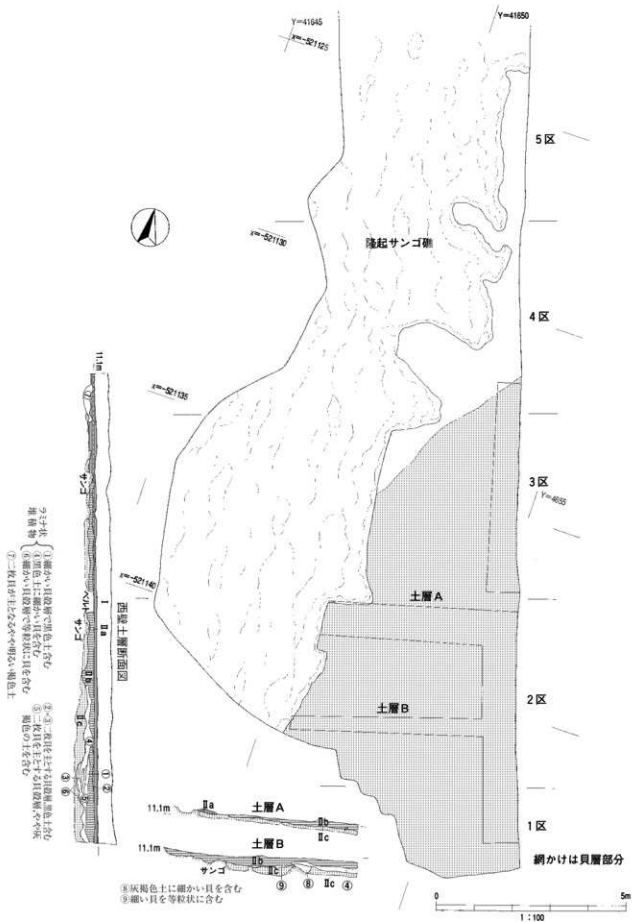 Y=41645
X=-521125
Y=41650
5区
X=-521130
隆起サンゴ礁
4区
X=-521135
3区
Y=4655
X=-521140
土層A
2区
土層B
1区
網かけは貝層部分
0 5m
1:100
11.1m
サンゴ
ベルト
サンゴ
I
Ⅱa
Ⅱb
Ⅱc
④
⑤
③
⑥
①
②
西壁土層断面図
ラミナ状
堆積物
①細かい貝殻層で黒色土含む
④黒色土に細かい貝を含む
⑥細かい貝殻層で等粒状に貝を含む
⑦二枚貝が主となるやや明るい褐色土
②・③二枚貝を主とする貝殻層、黒色土含む
⑤二枚貝を主とする貝殻層、やや灰
褐色の土を含む
土層A
11.1m
Ⅱa
Ⅱb
Ⅱc
土層B
11.1m
Ⅱb
サンゴ
Ⅱc
⑨
⑧
Ⅱc
④
⑧灰褐色土に細かい貝を含む
⑨細い貝を等粒状に含む